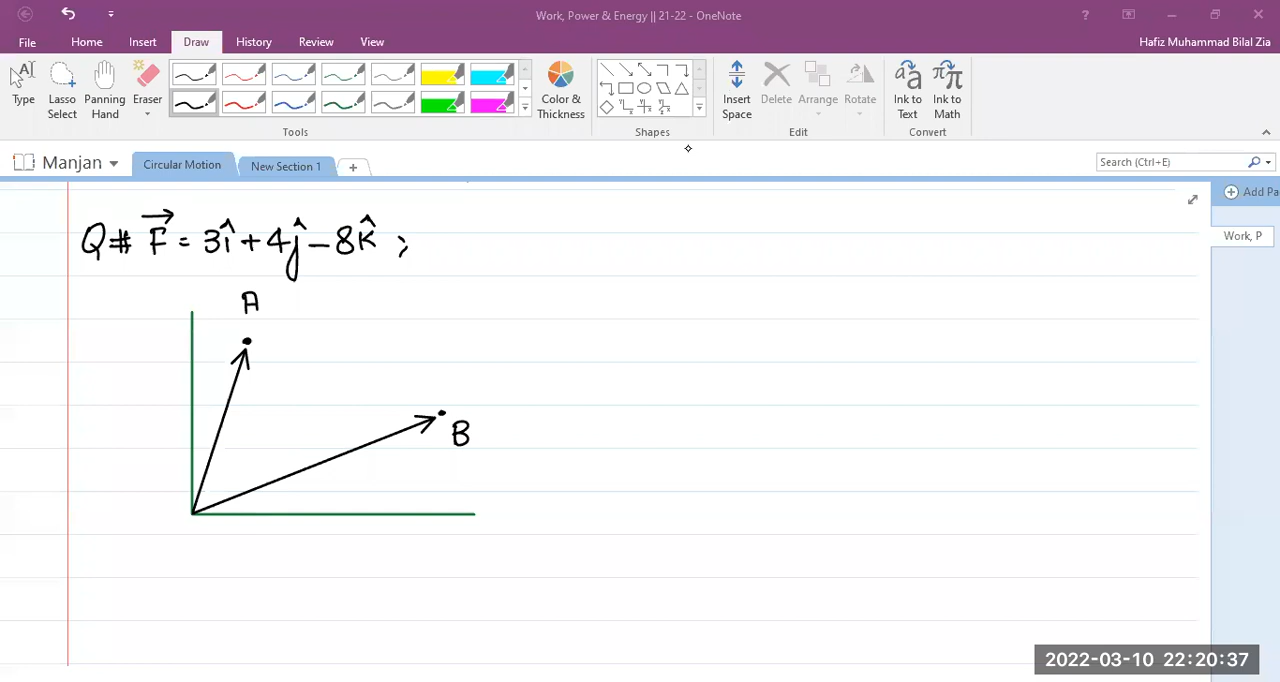 Work, Power & Energy || 21-22 - OneNote
?
File Home Insert Draw History Review View
Hafiz Muhammad Bilal Zia
Type
Lasso Select
Panning Hand
Eraser
Color & Thickness
Insert Space
Delete
Arrange
Rotate
Ink to Text
Ink to Math
Tools Shapes Edit Convert
Manjan Circular Motion New Section 1 +
Search (Ctrl+E)
Add Pa
Work, P
Q# F⃗ = 3î + 4ĵ - 8k̂ ;
A
B
2022-03-10 22:20:37